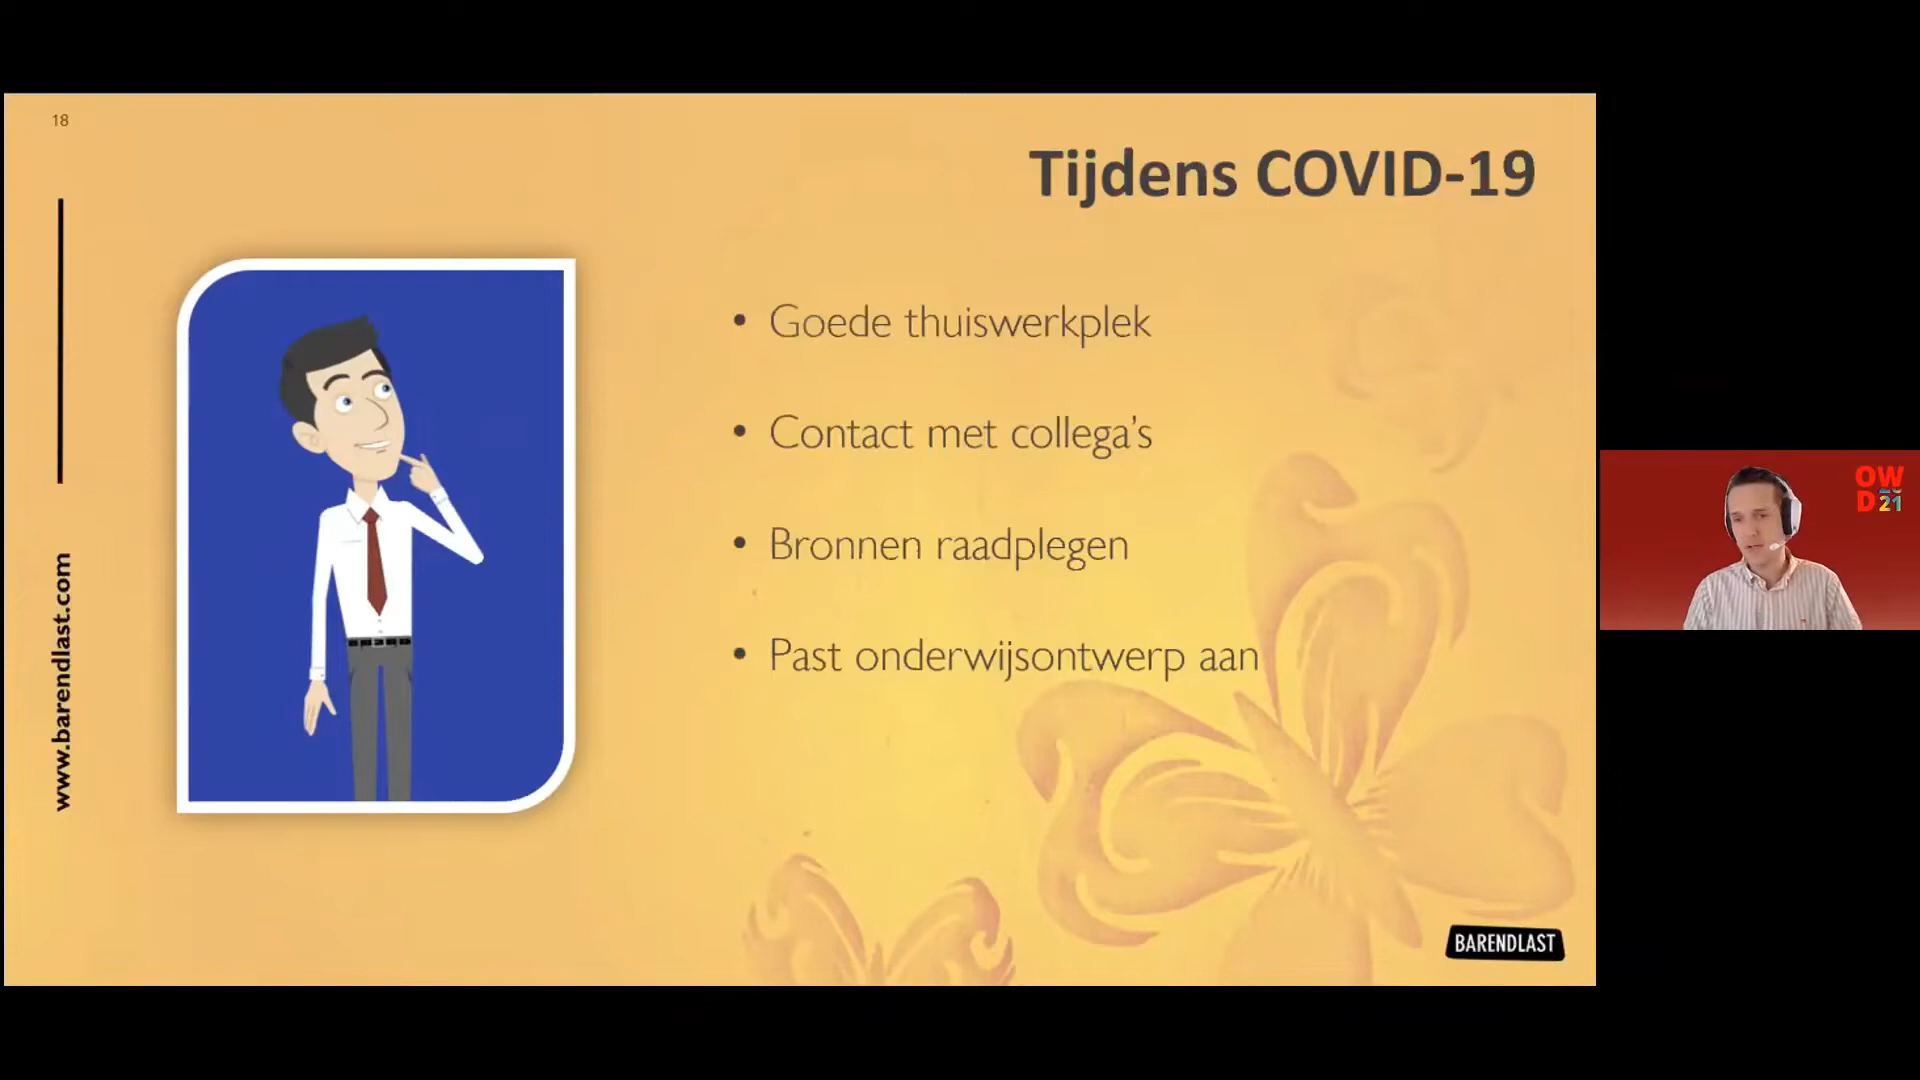 18
Tijdens COVID-19
• Goede thuiswerkplek
• Contact met collega's
• Bronnen raadplegen
• Past onderwijsontwerp aan
www.barendlast.com
BARENDLAST
OW
D21